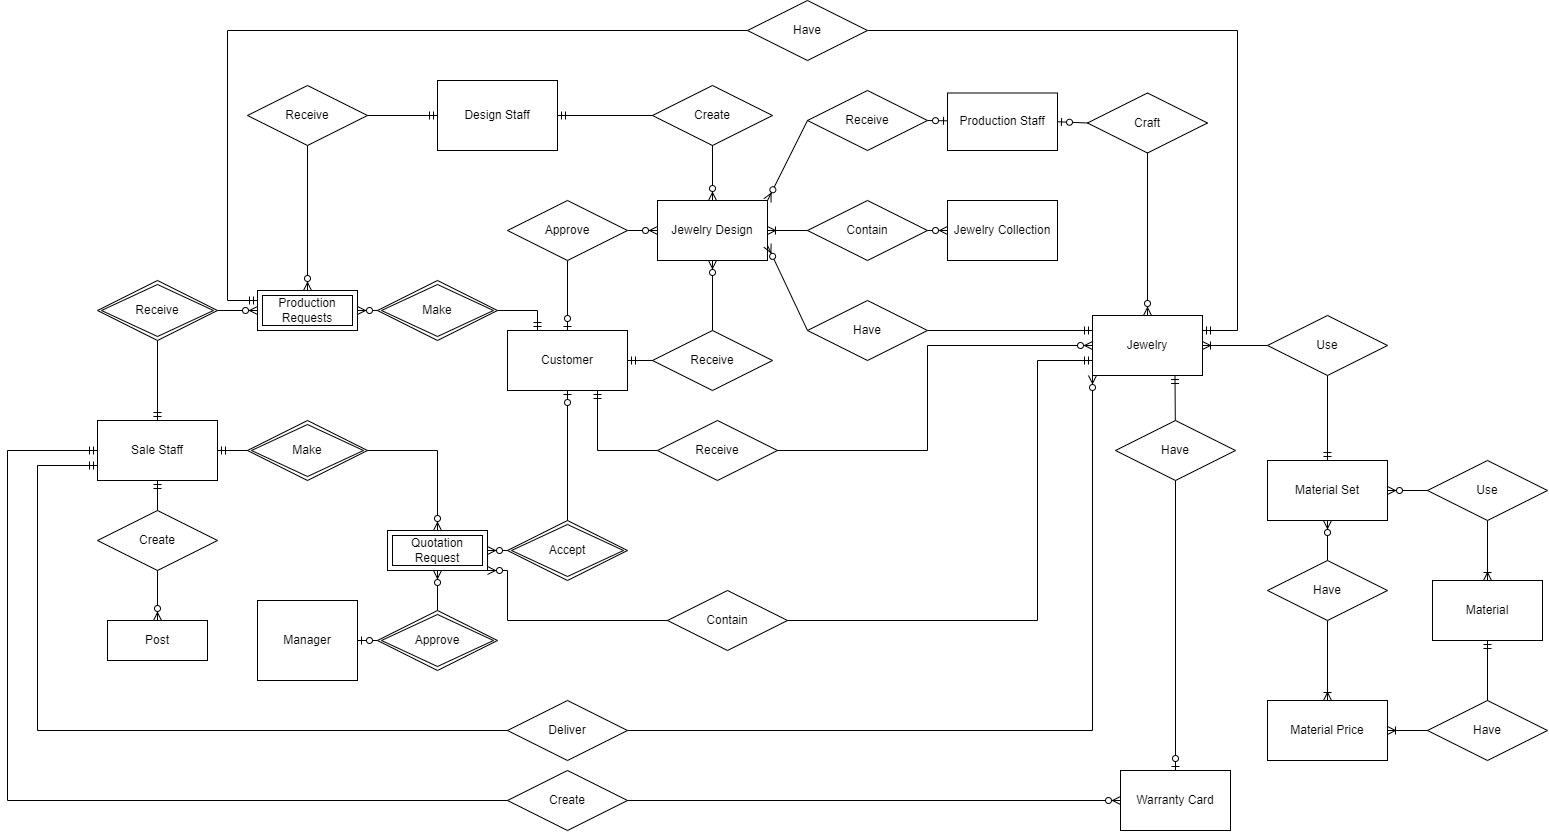 Have
Receive
Design Staff
Create
Receive
Production Staff
Craft
Approve
Jewelry Design
Contain
Jewelry Collection
Receive
Production
Requests
Make
Customer
Receive
Have
Jewelry
Use
Sale Staff
Make
Receive
Have
Material Set
Use
Create
Quotation
Request
Accept
Have
Material
Post
Manager
Approve
Contain
Deliver
Material Price
Have
Create
Warranty Card